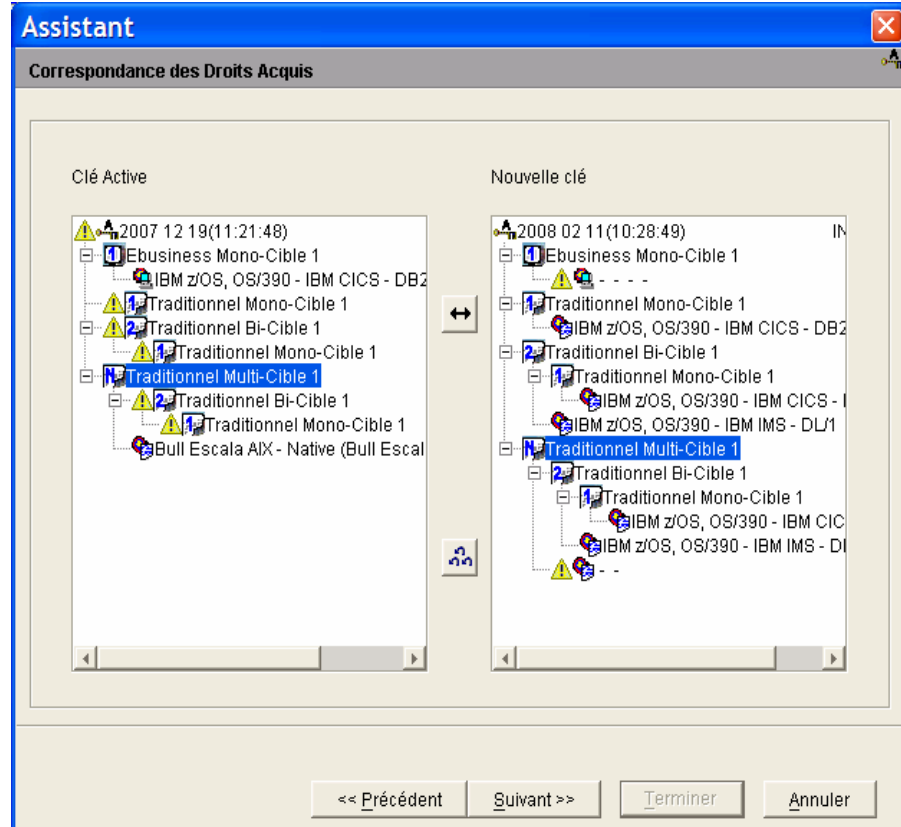 Assistant
Correspondance des Droits Acquis
Clé Active
2007 12 19(11:21:48)
Ebusiness Mono-Cible 1
IBM z/OS, OS/390 - IBM CICS - DB2
Traditionnel Mono-Cible 1
Traditionnel Bi-Cible 1
Traditionnel Mono-Cible 1
Traditionnel Multi-Cible 1
Traditionnel Bi-Cible 1
Traditionnel Mono-Cible 1
Bull Escala AIX - Native (Bull Escal
Nouvelle clé
2008 02 11(10:28:49) IN
Ebusiness Mono-Cible 1
- - - -
Traditionnel Mono-Cible 1
IBM z/OS, OS/390 - IBM CICS - DB2
Traditionnel Bi-Cible 1
Traditionnel Mono-Cible 1
IBM z/OS, OS/390 - IBM CICS - I
IBM z/OS, OS/390 - IBM IMS - DL/1
Traditionnel Multi-Cible 1
Traditionnel Bi-Cible 1
Traditionnel Mono-Cible 1
IBM z/OS, OS/390 - IBM CIC
IBM z/OS, OS/390 - IBM IMS - DI
- -
<< Précédent Suivant >> Terminer Annuler